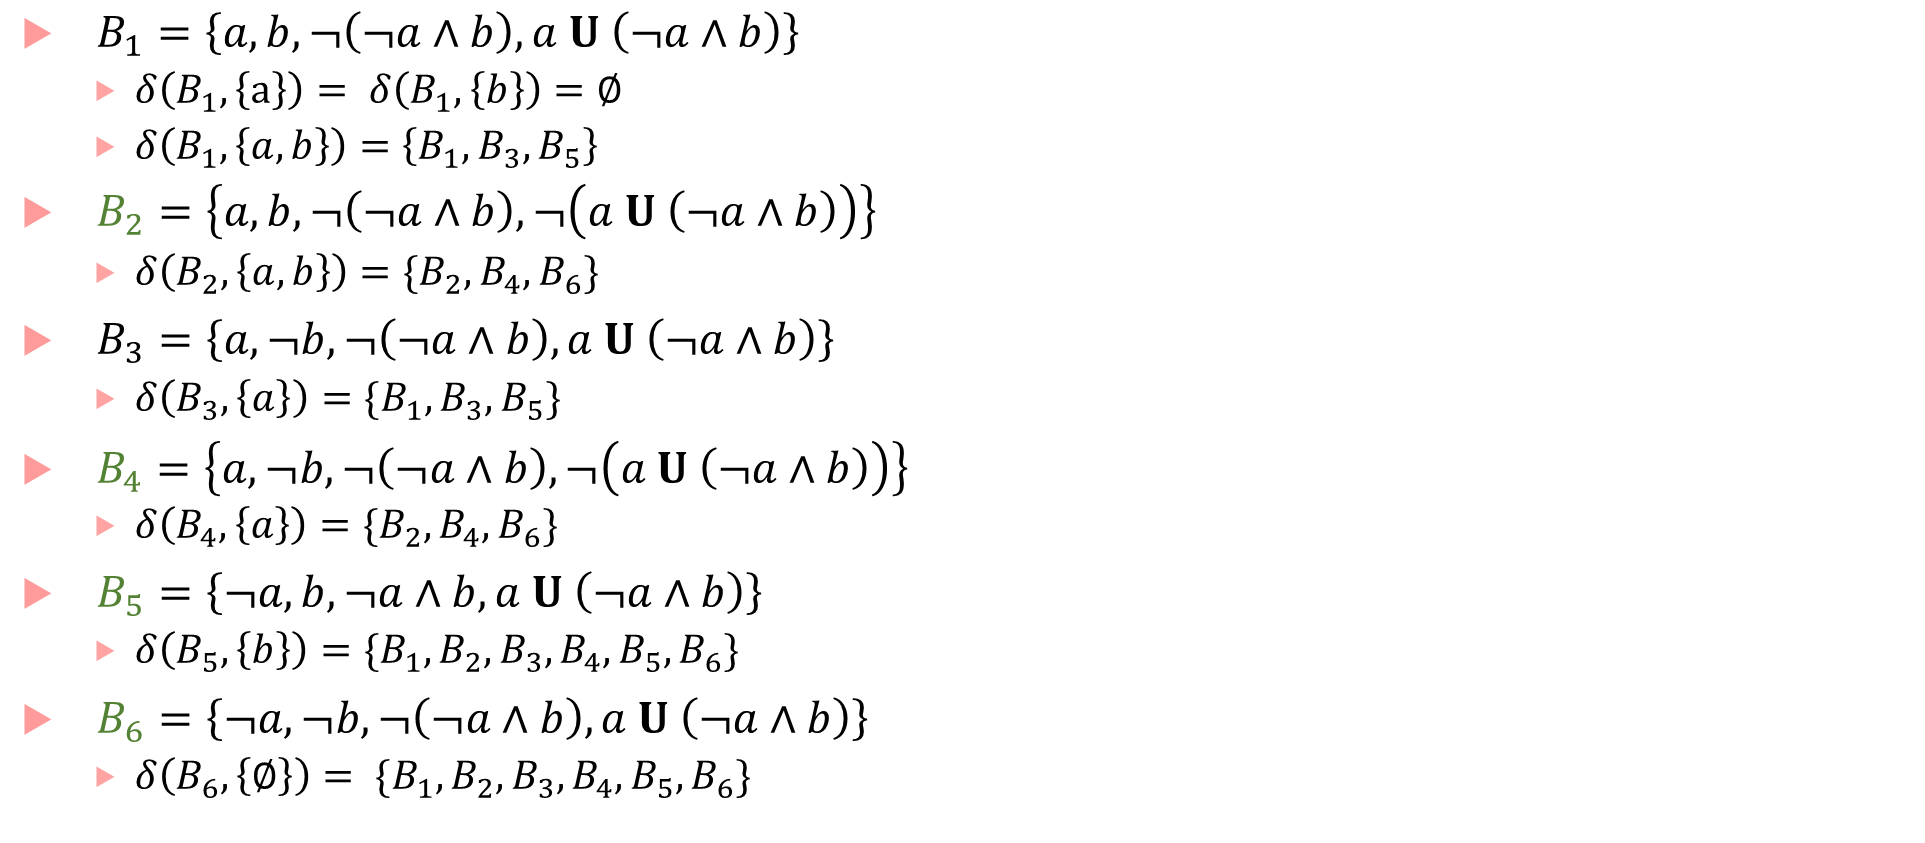 B₁ = {a, b, ¬(¬a ∧ b), a U (¬a ∧ b)}
δ(B₁, {a}) = δ(B₁, {b}) = ∅
δ(B₁, {a, b}) = {B₁, B₃, B₅}
B₂ = {a, b, ¬(¬a ∧ b), ¬(a U (¬a ∧ b))}
δ(B₂, {a, b}) = {B₂, B₄, B₆}
B₃ = {a, ¬b, ¬(¬a ∧ b), a U (¬a ∧ b)}
δ(B₃, {a}) = {B₁, B₃, B₅}
B₄ = {a, ¬b, ¬(¬a ∧ b), ¬(a U (¬a ∧ b))}
δ(B₄, {a}) = {B₂, B₄, B₆}
B₅ = {¬a, b, ¬a ∧ b, a U (¬a ∧ b)}
δ(B₅, {b}) = {B₁, B₂, B₃, B₄, B₅, B₆}
B₆ = {¬a, ¬b, ¬(¬a ∧ b), a U (¬a ∧ b)}
δ(B₆, {∅}) = {B₁, B₂, B₃, B₄, B₅, B₆}